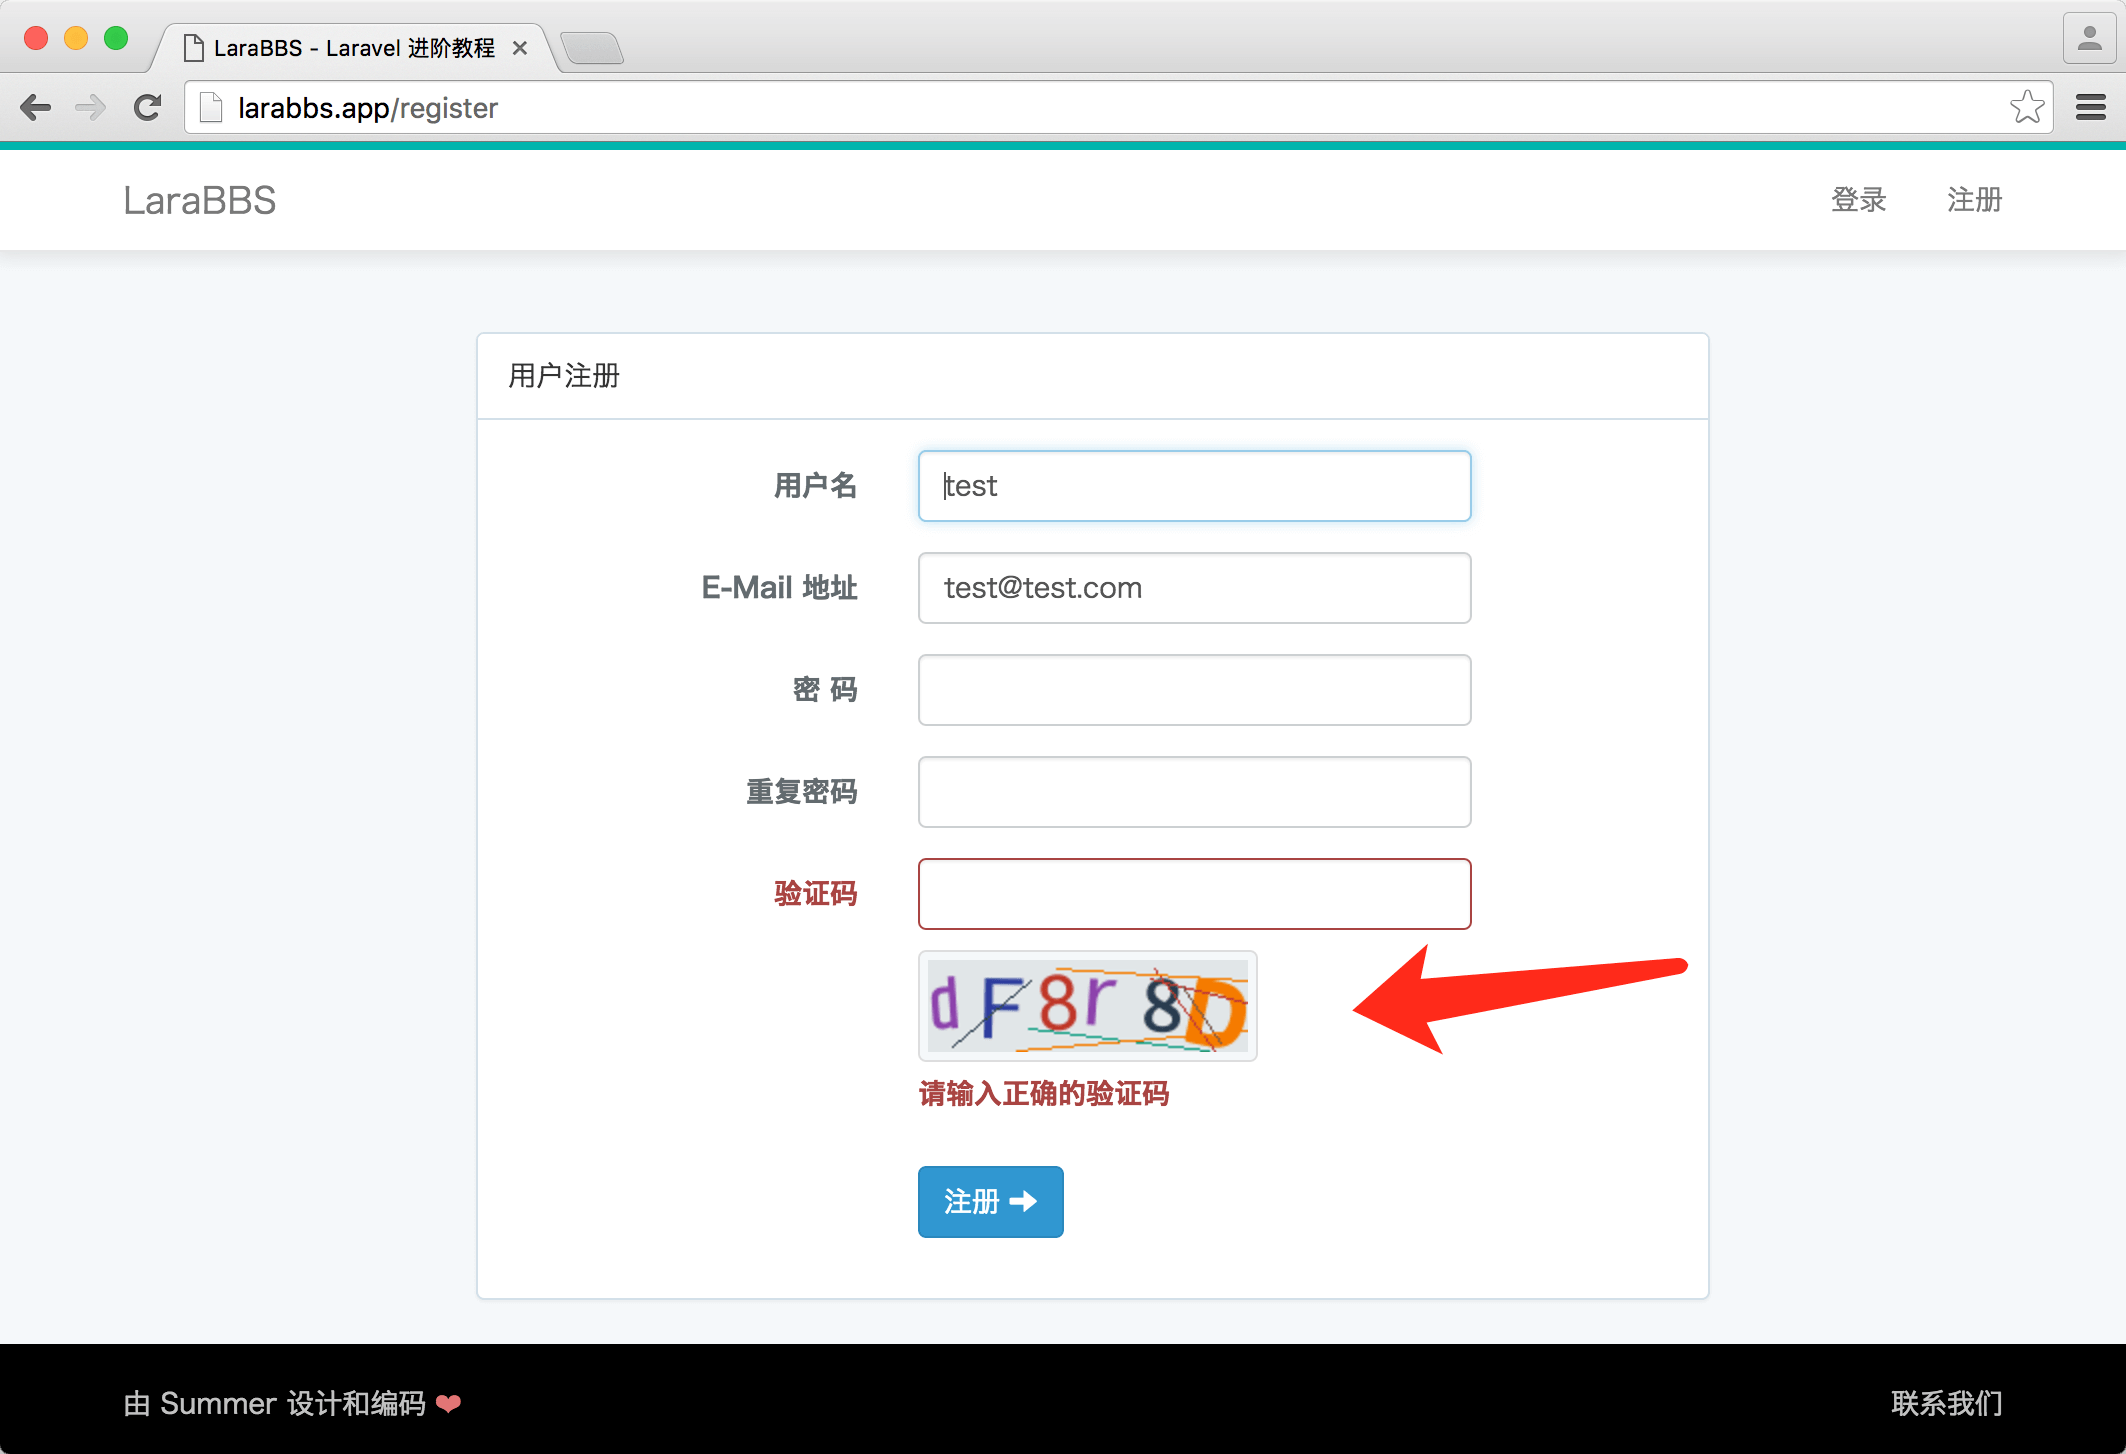 LaraBBS - Laravel 进阶教程
larabbs.app/register
LaraBBS
登录
注册
用户注册
用户名
test
E-Mail 地址
test@test.com
密 码
重复密码
验证码
dF8r8D
请输入正确的验证码
注册
由 Summer 设计和编码
联系我们